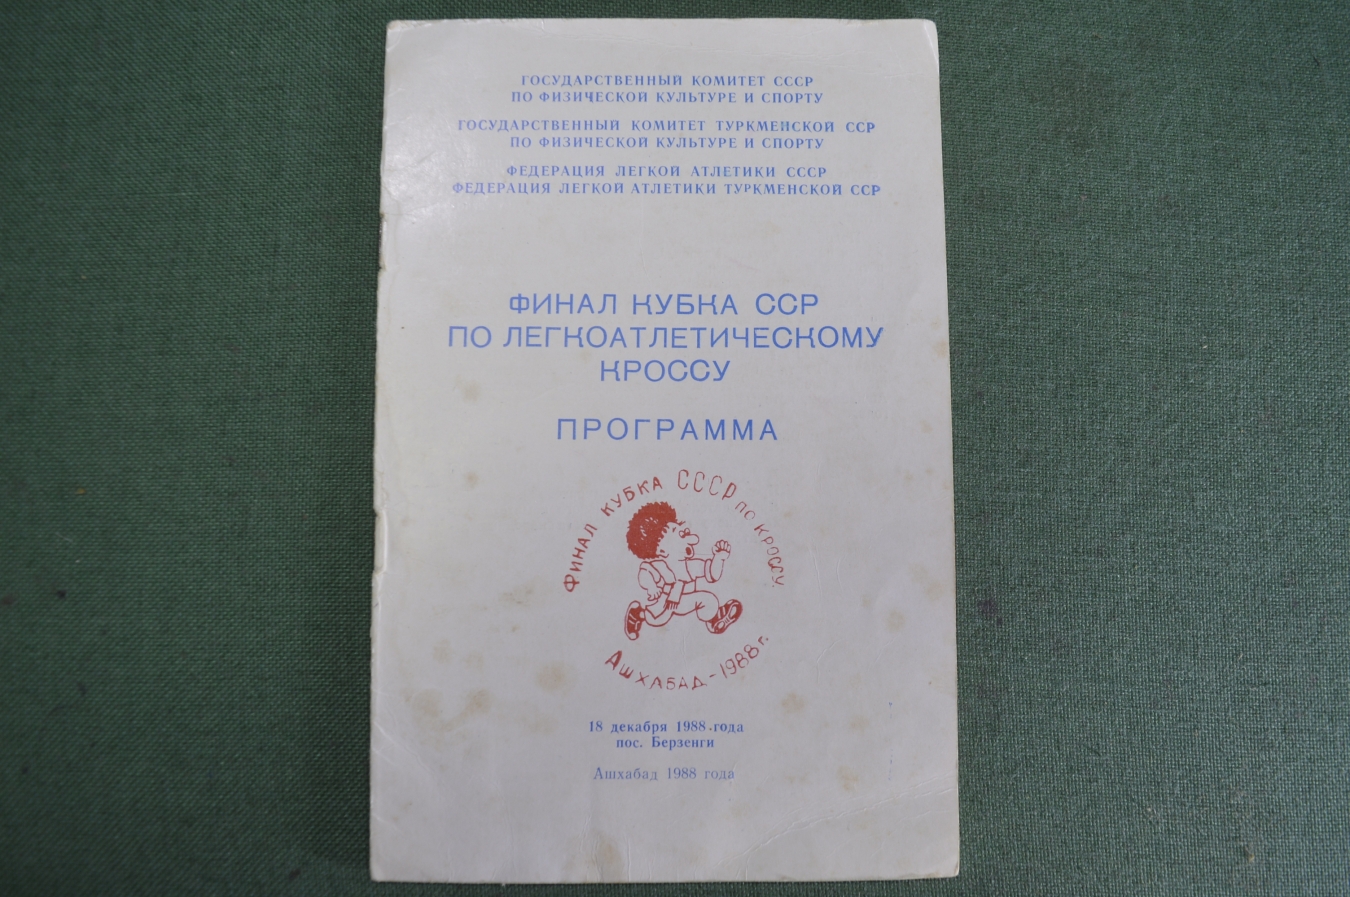 ГОСУДАРСТВЕННЫЙ КОМИТЕТ СССР
ПО ФИЗИЧЕСКОЙ КУЛЬТУРЕ И СПОРТУ
ГОСУДАРСТВЕННЫЙ КОМИТЕТ ТУРКМЕНСКОЙ ССР
ПО ФИЗИЧЕСКОЙ КУЛЬТУРЕ И СПОРТУ
ФЕДЕРАЦИЯ ЛЕГКОЙ АТЛЕТИКИ СССР
ФЕДЕРАЦИЯ ЛЕГКОЙ АТЛЕТИКИ ТУРКМЕНСКОЙ ССР
ФИНАЛ КУБКА ССР
ПО ЛЕГКОАТЛЕТИЧЕСКОМУ
КРОССУ
ПРОГРАММА
ФИНАЛ КУБКА СССР ПО КРОССУ
АШХАБАД-1988 г.
18 декабря 1988 года
пос. Берзенги
Ашхабад 1988 года